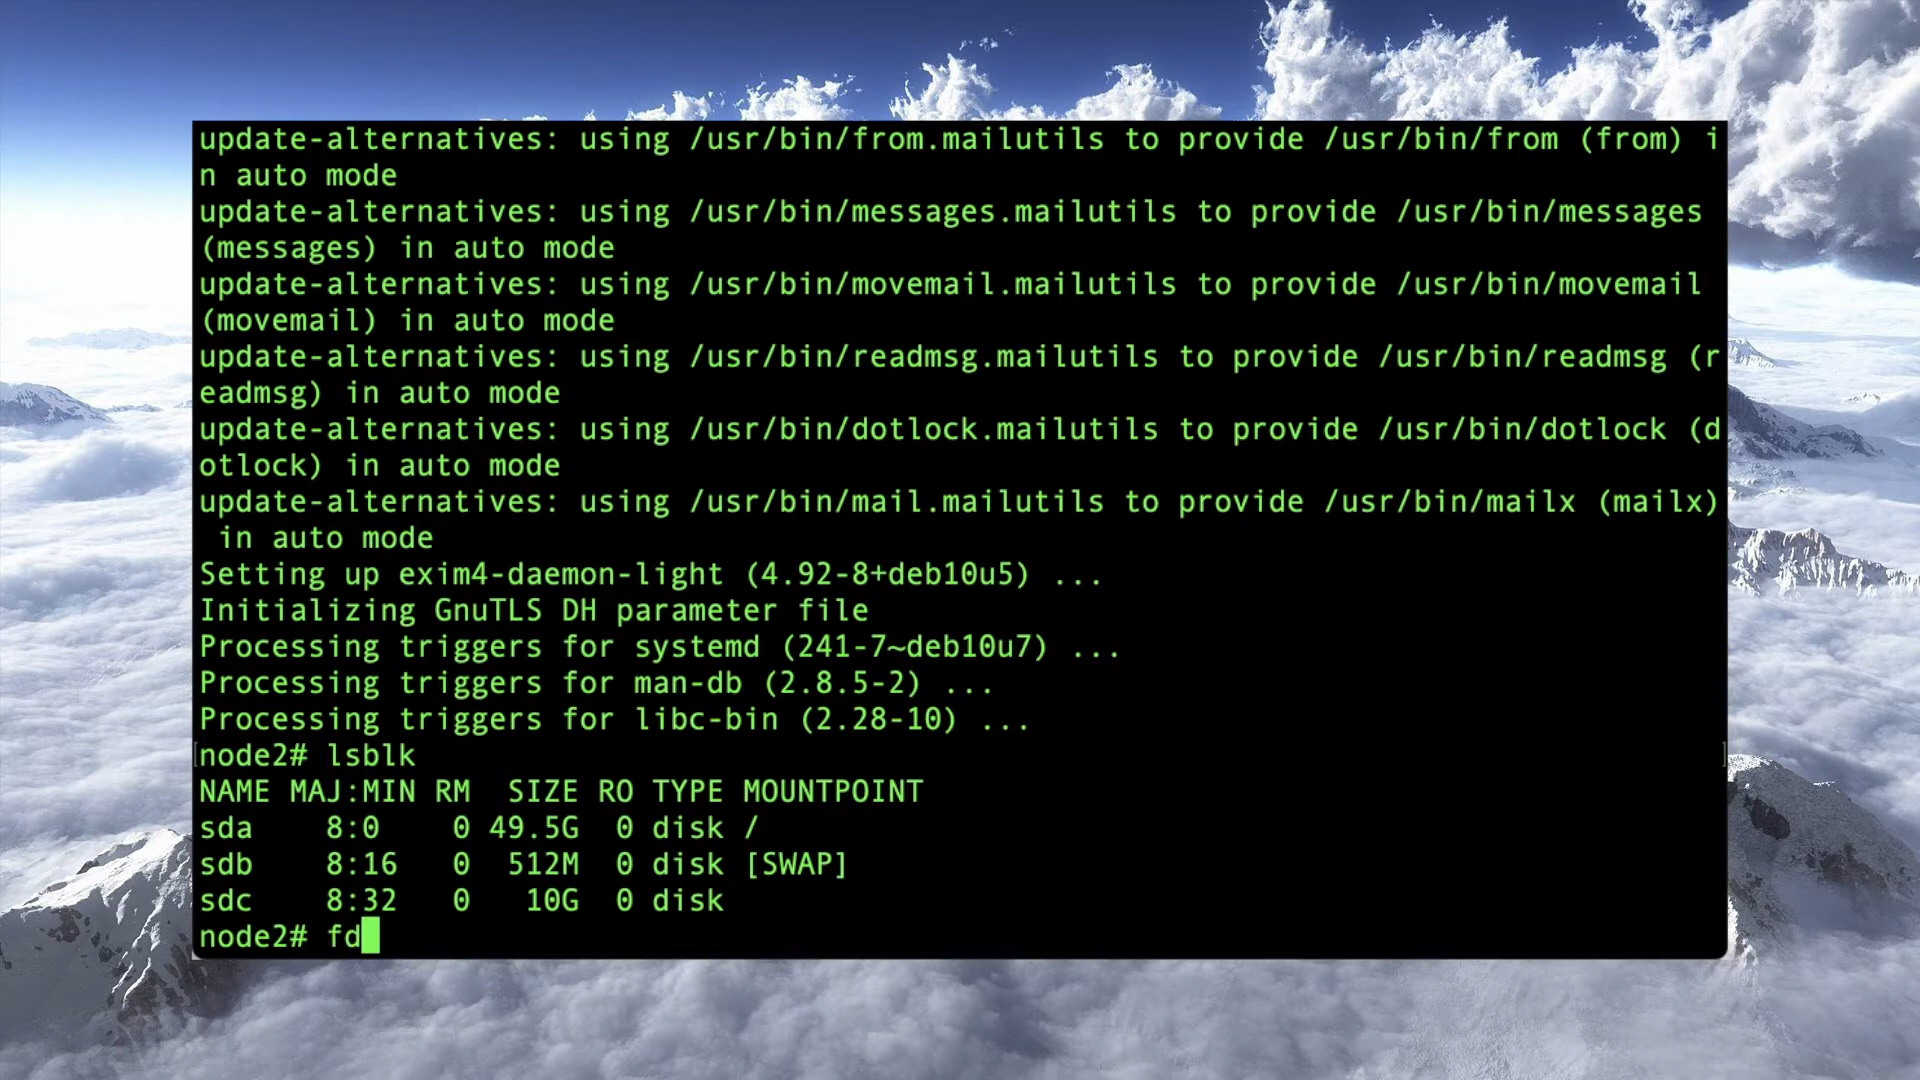 update-alternatives: using /usr/bin/from.mailutils to provide /usr/bin/from (from) i
n auto mode
update-alternatives: using /usr/bin/messages.mailutils to provide /usr/bin/messages
(messages) in auto mode
update-alternatives: using /usr/bin/movemail.mailutils to provide /usr/bin/movemail
(movemail) in auto mode
update-alternatives: using /usr/bin/readmsg.mailutils to provide /usr/bin/readmsg (r
eadmsg) in auto mode
update-alternatives: using /usr/bin/dotlock.mailutils to provide /usr/bin/dotlock (d
otlock) in auto mode
update-alternatives: using /usr/bin/mail.mailutils to provide /usr/bin/mailx (mailx)
 in auto mode
Setting up exim4-daemon-light (4.92-8+deb10u5) ...
Initializing GnuTLS DH parameter file
Processing triggers for systemd (241-7~deb10u7) ...
Processing triggers for man-db (2.8.5-2) ...
Processing triggers for libc-bin (2.28-10) ...
[node2# lsblk ]
NAME MAJ:MIN RM  SIZE RO TYPE MOUNTPOINT
sda    8:0    0 49.5G  0 disk /
sdb    8:16   0  512M  0 disk [SWAP]
sdc    8:32   0   10G  0 disk
node2# fd